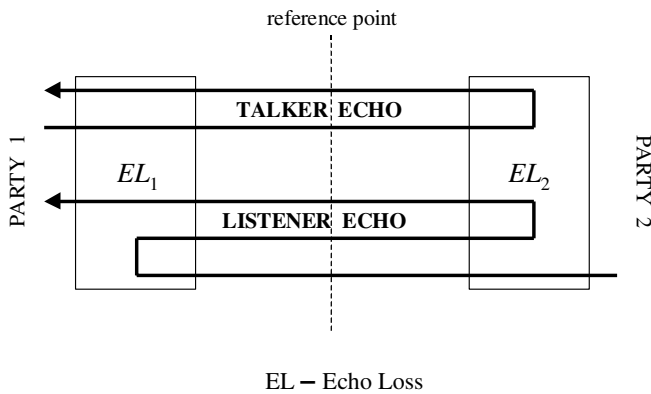 reference point
TALKER ECHO
PARTY 1
EL1
EL2
PARTY 2
LISTENER ECHO
EL – Echo Loss